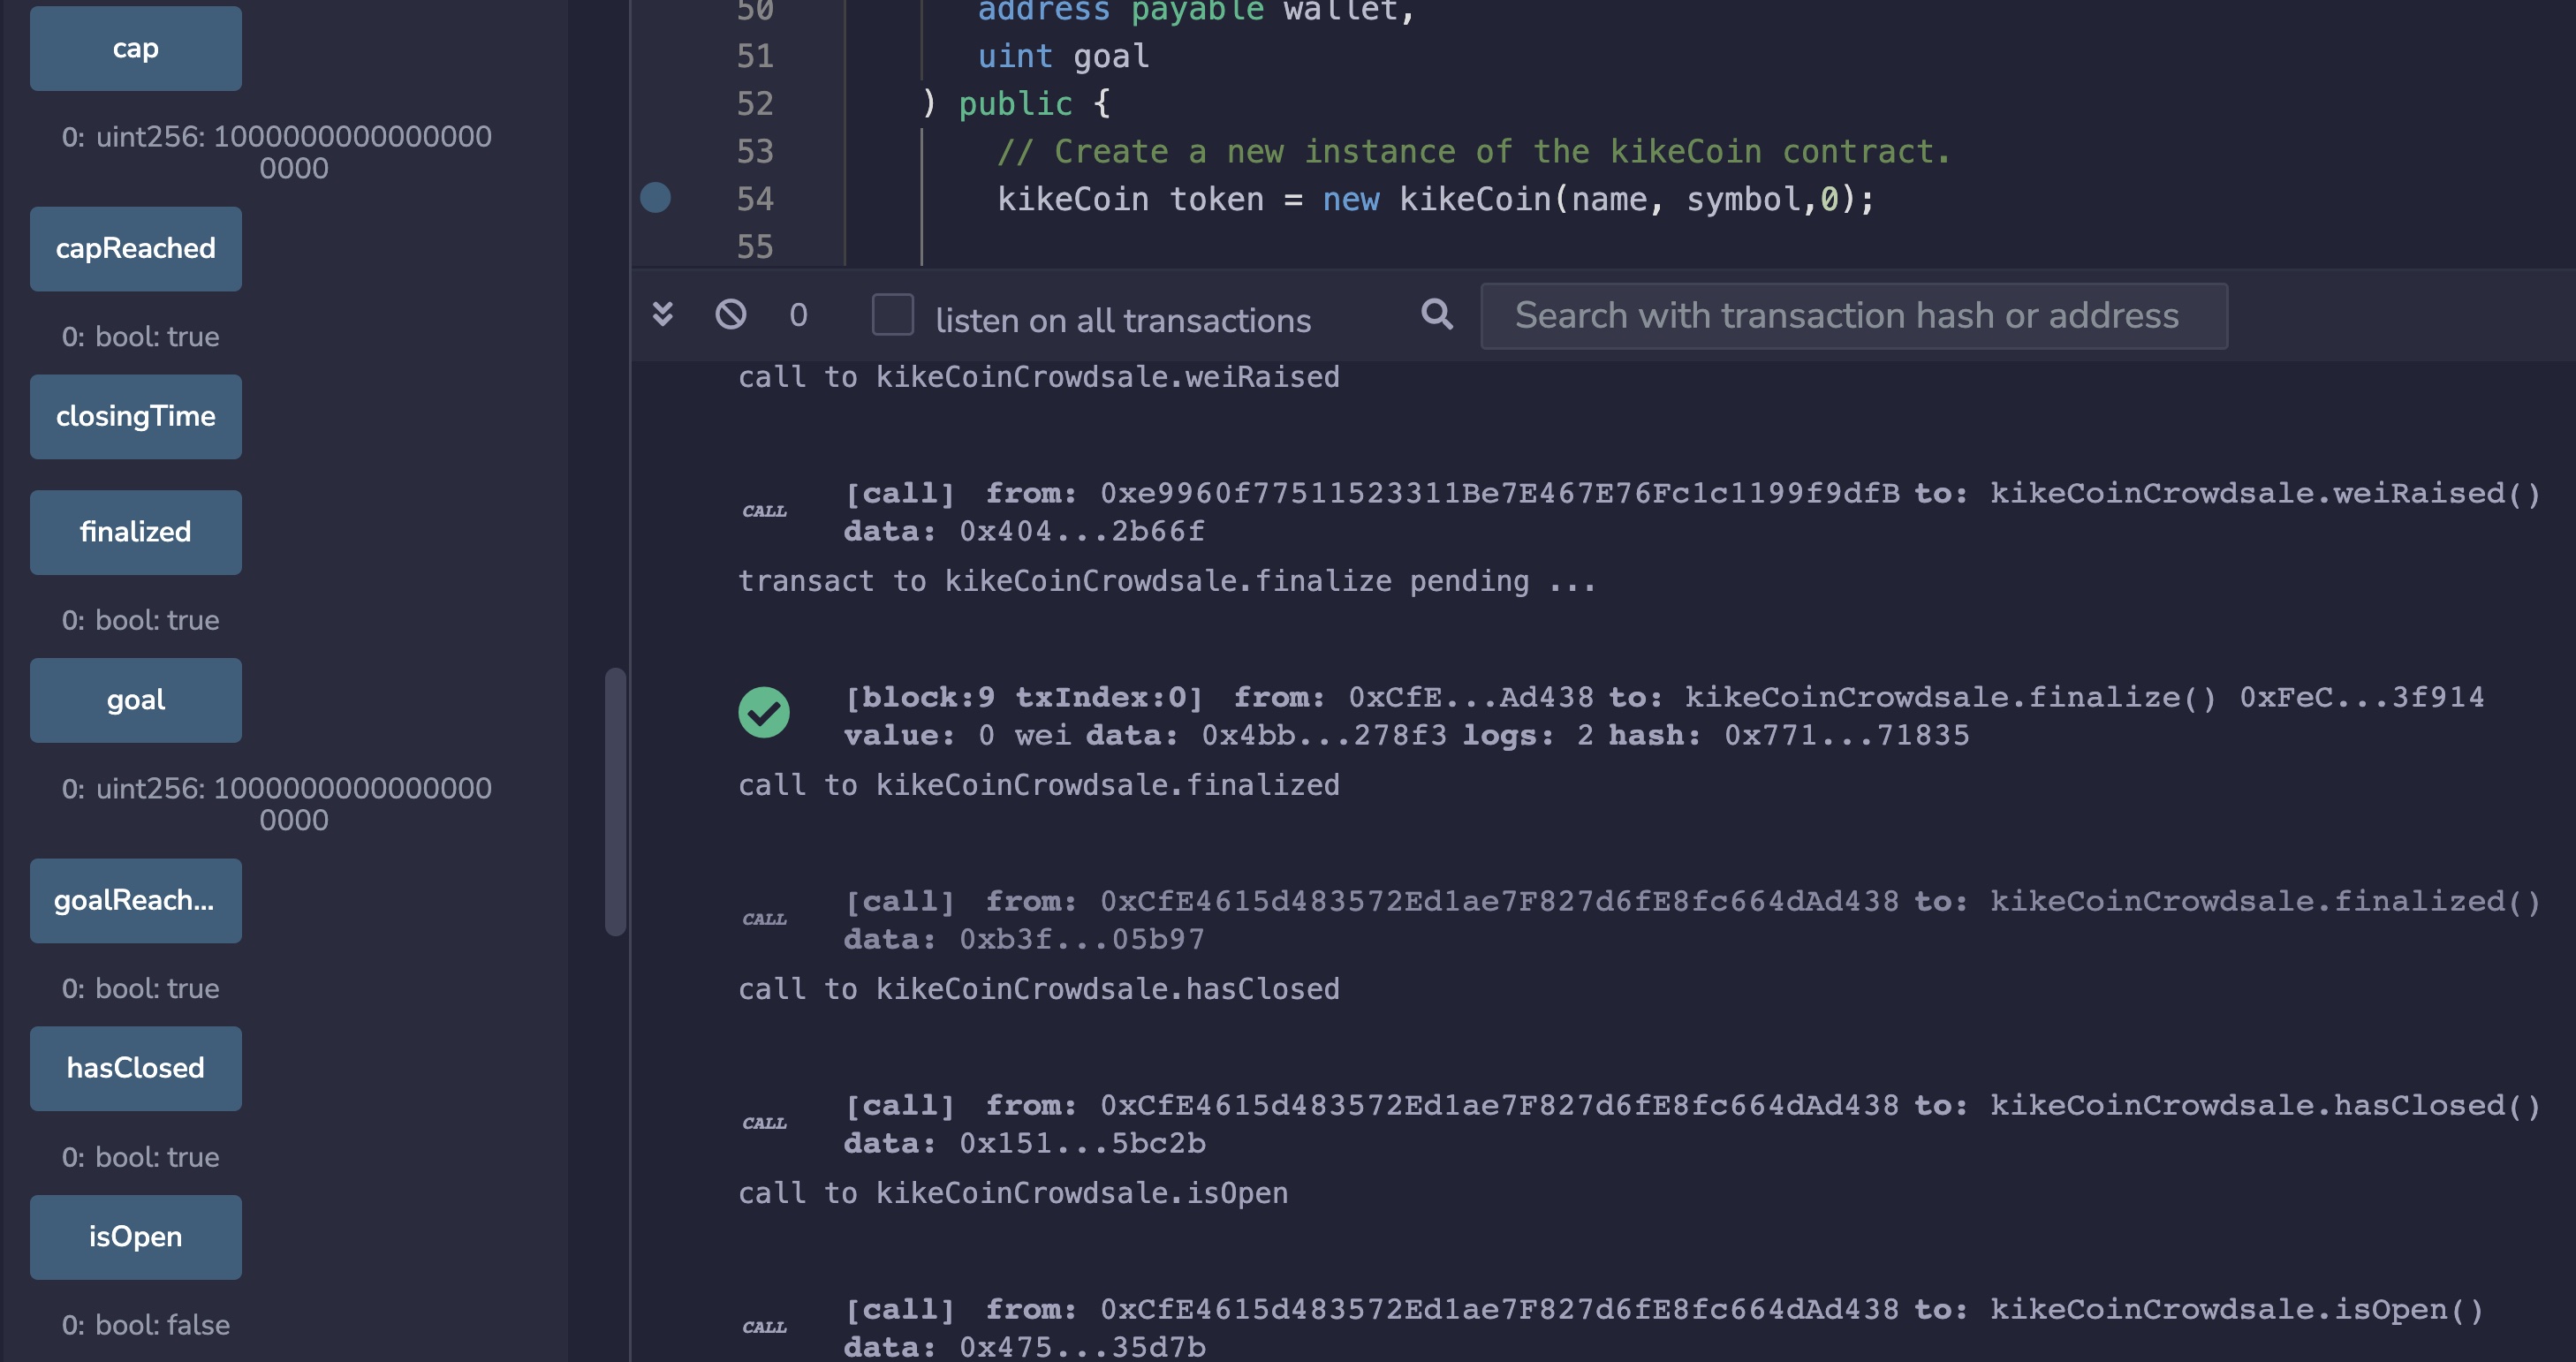 cap
0: uint256: 1000000000000000
0000
capReached
0: bool: true
closingTime
finalized
0: bool: true
goal
0: uint256: 1000000000000000
0000
goalReach...
0: bool: true
hasClosed
0: bool: true
isOpen
0: bool: false
50 address payable wallet,
51 uint goal
52 ) public {
53 // Create a new instance of the kikeCoin contract.
54 kikeCoin token = new kikeCoin(name, symbol,0);
55
0 listen on all transactions Search with transaction hash or address
call to kikeCoinCrowdsale.weiRaised
CALL [call] from: 0xe9960f77511523311Be7E467E76Fc1c1199f9dfB to: kikeCoinCrowdsale.weiRaised()
data: 0x404...2b66f
transact to kikeCoinCrowdsale.finalize pending ...
[block:9 txIndex:0] from: 0xCfE...Ad438 to: kikeCoinCrowdsale.finalize() 0xFeC...3f914
value: 0 wei data: 0x4bb...278f3 logs: 2 hash: 0x771...71835
call to kikeCoinCrowdsale.finalized
CALL [call] from: 0xCfE4615d483572Ed1ae7F827d6fE8fc664dAd438 to: kikeCoinCrowdsale.finalized()
data: 0xb3f...05b97
call to kikeCoinCrowdsale.hasClosed
CALL [call] from: 0xCfE4615d483572Ed1ae7F827d6fE8fc664dAd438 to: kikeCoinCrowdsale.hasClosed()
data: 0x151...5bc2b
call to kikeCoinCrowdsale.isOpen
CALL [call] from: 0xCfE4615d483572Ed1ae7F827d6fE8fc664dAd438 to: kikeCoinCrowdsale.isOpen()
data: 0x475...35d7b